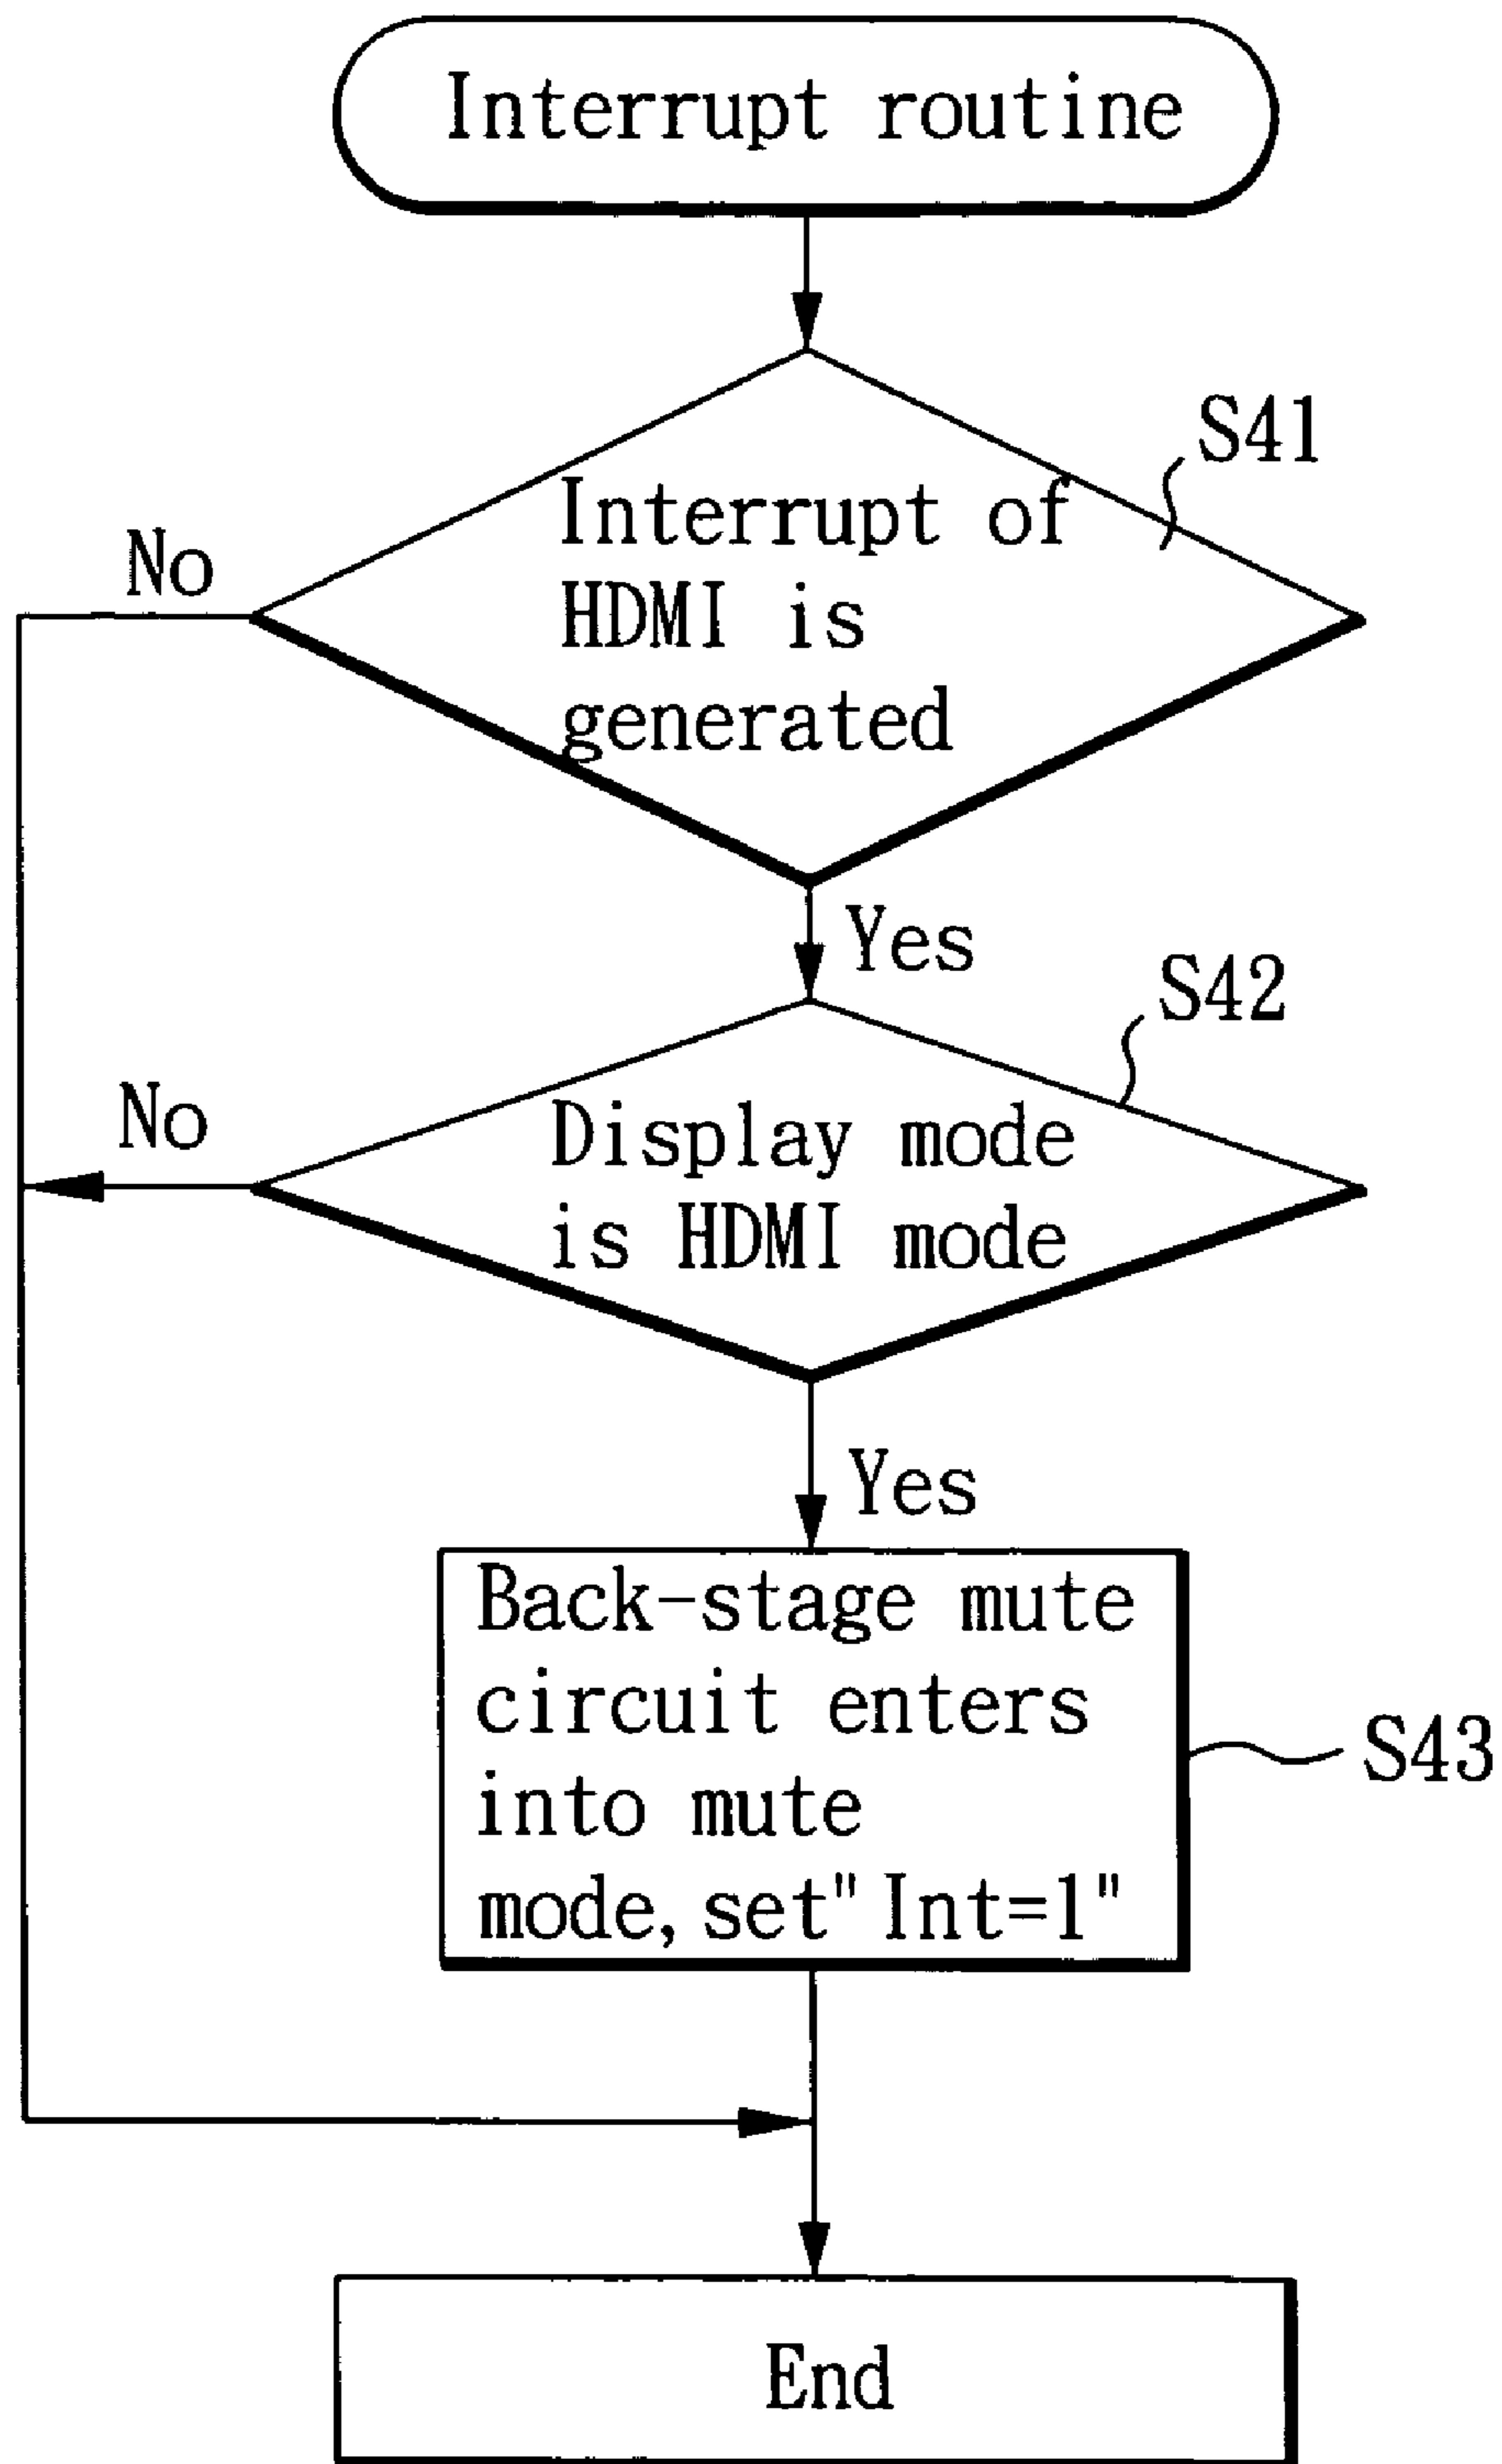 Interrupt routine
S41
Interrupt of
HDMI is
generated
No
Yes
S42
Display mode
is HDMI mode
No
Yes
Back-stage mute
circuit enters
into mute
mode, set" Int=1"
S43
End